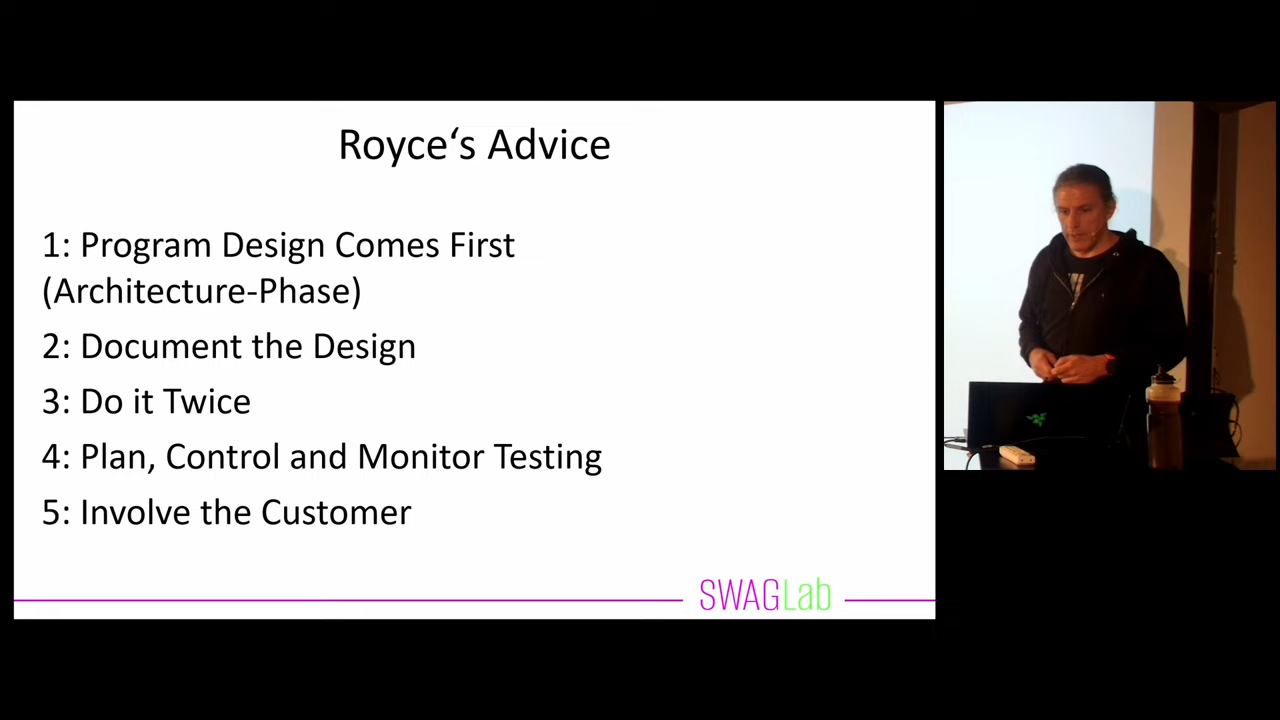 Royce‘s Advice
1: Program Design Comes First
(Architecture-Phase)
2: Document the Design
3: Do it Twice
4: Plan, Control and Monitor Testing
5: Involve the Customer
SWAGLab